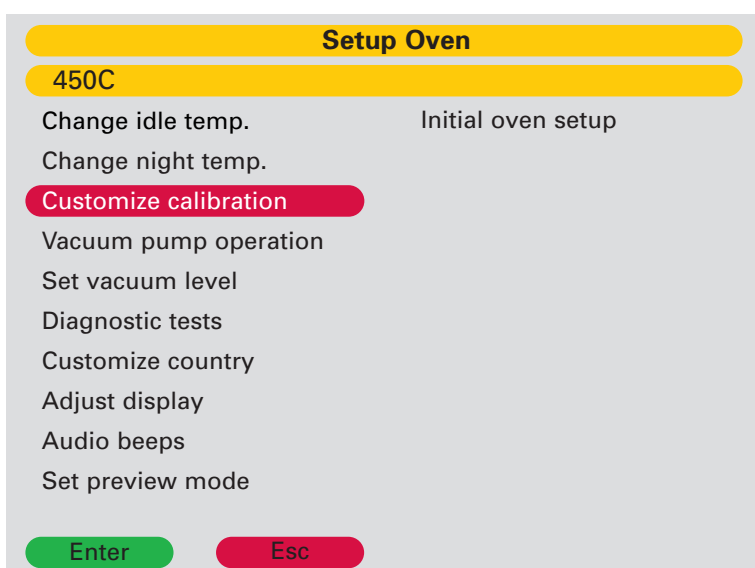 Setup Oven
450C
Change idle temp.
Initial oven setup
Change night temp.
Customize calibration
Vacuum pump operation
Set vacuum level
Diagnostic tests
Customize country
Adjust display
Audio beeps
Set preview mode
Enter
Esc